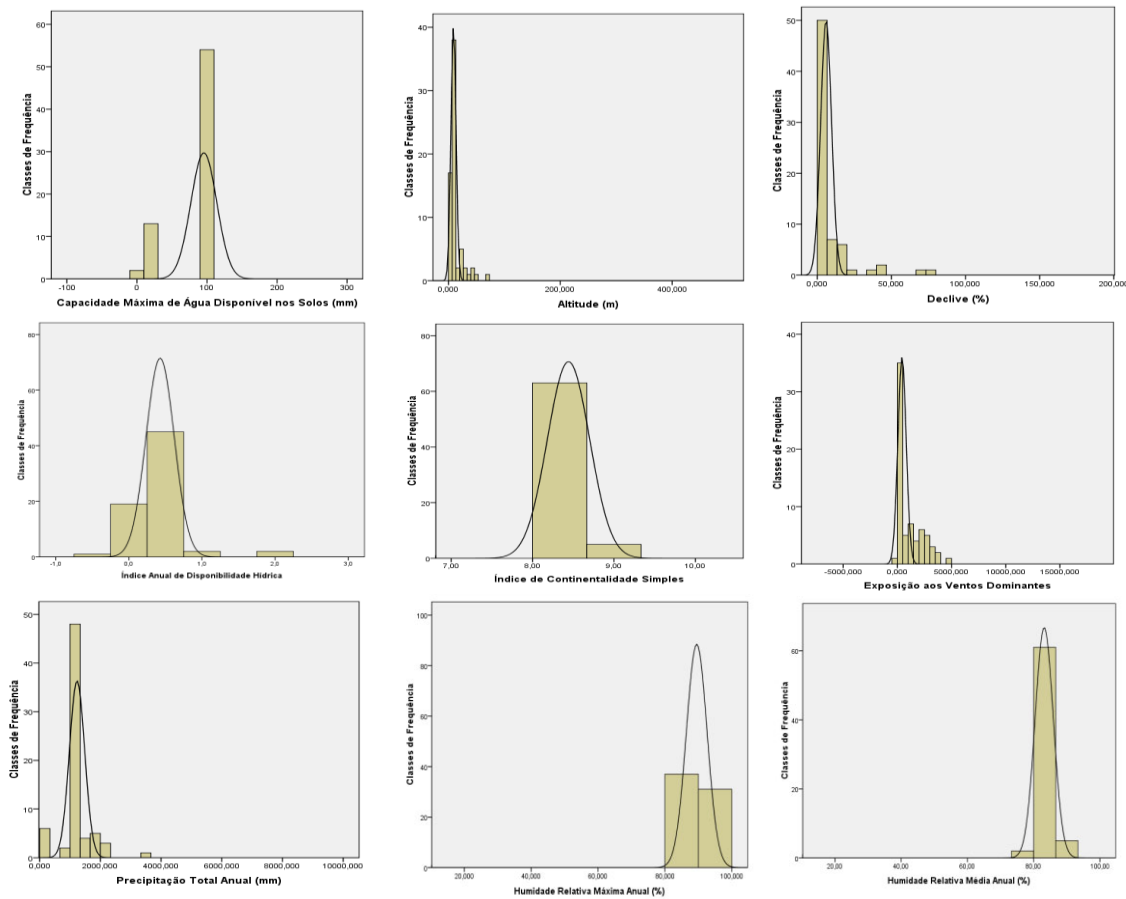 Classes de Frequência
60
50
40
30
20
10
0
-100 0 100 200 300
Capacidade Máxima de Água Disponível nos Solos (mm)
Classes de Frequência
40
30
20
10
0
0,000 200,000 400,000
Altitude (m)
Classes de Frequência
50
40
30
20
10
0
0,000 50,000 100,000 150,000 200,000
Declive (%)
Classes de Frequência
80
60
40
20
0
-1,0 0,0 1,0 2,0 3,0
Índice Anual de Disponibilidade Hídrica
Classes de Frequência
80
60
40
20
0
7,00 8,00 9,00 10,00
Índice de Continentalidade Simples
Classes de Frequência
40
30
20
10
0
-5000,000 0,000 5000,000 10000,000 15000,000
Exposição aos Ventos Dominantes
Classes de Frequência
50
40
30
20
10
0
0,000 2000,000 4000,000 6000,000 8000,000 10000,000
Precipitação Total Anual (mm)
Classes de Frequência
100
80
60
40
20
0
20,000 40,000 60,000 80,000 100,000
Humidade Relativa Máxima Anual (%)
Classes de Frequência
60
40
20
0
20,00 40,00 60,00 80,00 100,00
Humidade Relativa Média Anual (%)